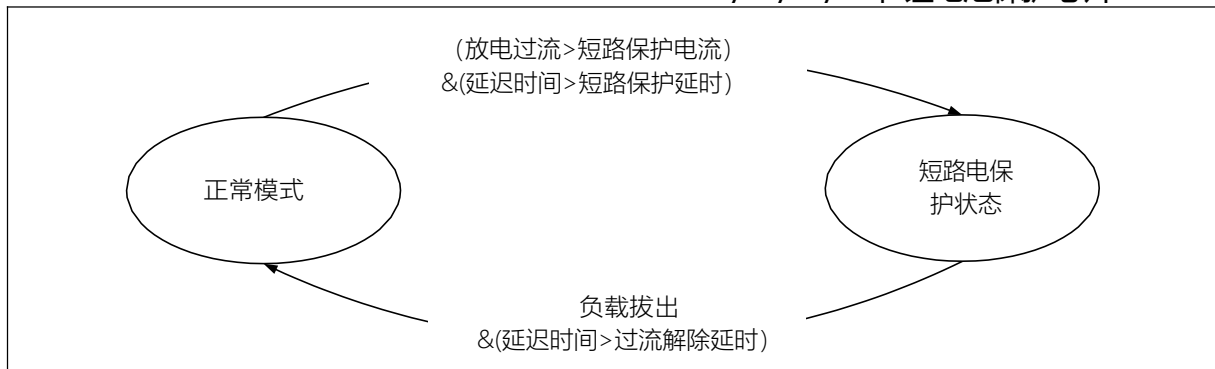 (放电过流>短路保护电流)
&(延迟时间>短路保护延时)
正常模式
短路电保
护状态
负载拔出
&(延迟时间>过流解除延时)